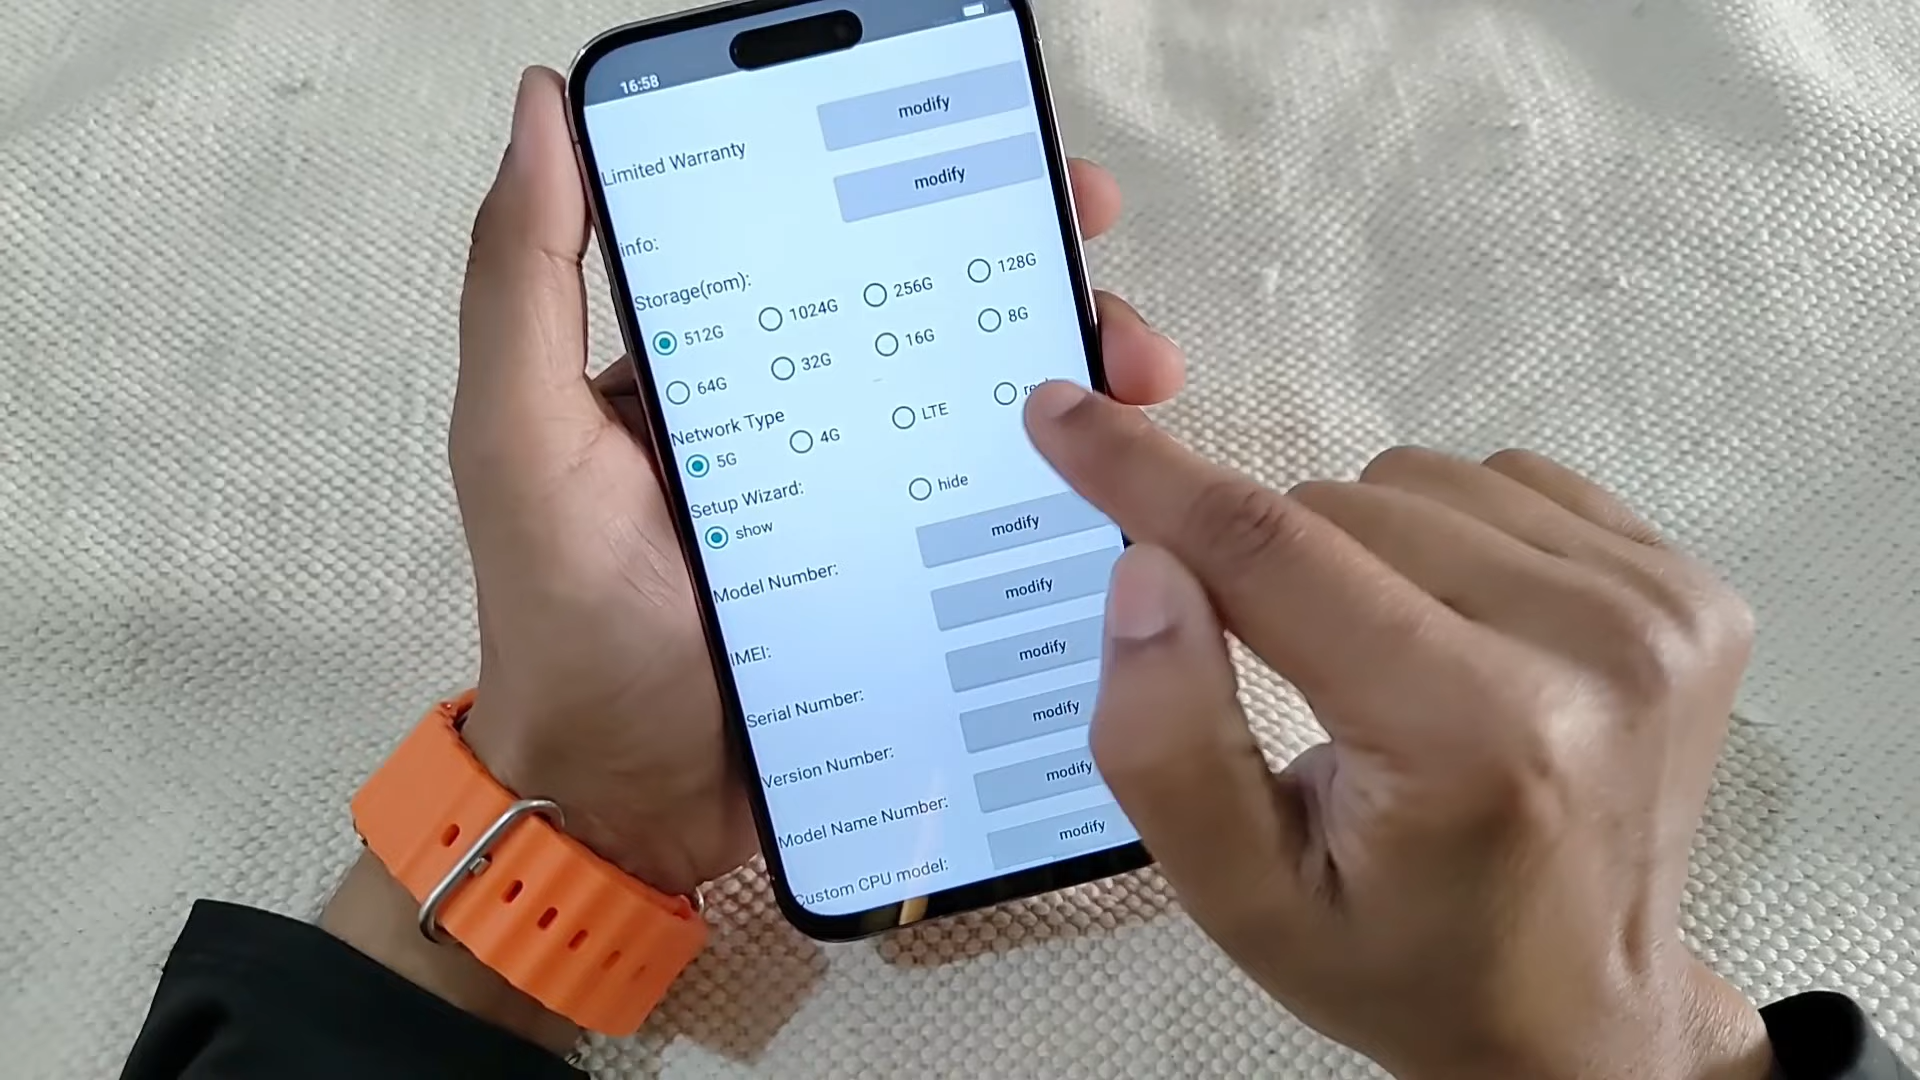 16:58
modify
Limited Warranty
modify
info:
Storage(rom):
512G 1024G 256G 128G
64G 32G 16G 8G
Network Type
5G 4G LTE
Setup Wizard:
show hide
modify
Model Number:
modify
IMEI:
modify
Serial Number:
modify
Version Number:
modify
Model Name Number:
modify
Custom CPU model: